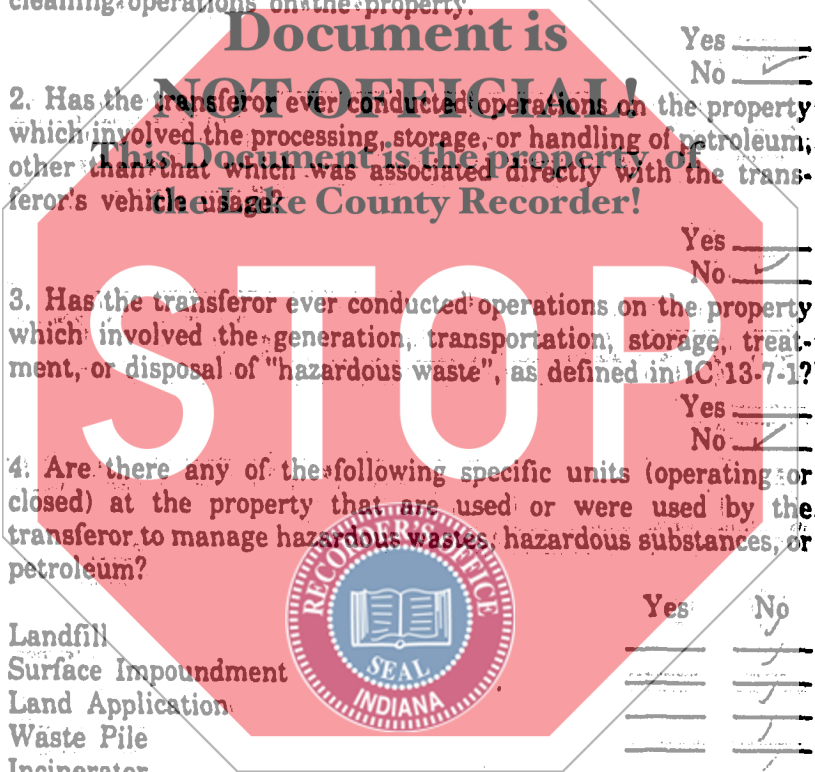 cleaning operations on the property.
Document is
Yes
No ✓
NOT OFFICIAL!
2. Has the transferor ever conducted operations on the property
which involved the processing, storage, or handling of petroleum,
This Document is the property of
other than that which was associated directly with the trans-
the Lake County Recorder!
feror's vehicle usage?
Yes
No ✓
STOP
3. Has the transferor ever conducted operations on the property
which involved the generation, transportation, storage, treat-
ment, or disposal of "hazardous waste", as defined in IC 13-7-1?
Yes
No ✓
4. Are there any of the following specific units (operating or
closed) at the property that are used or were used by the
transferor to manage hazardous wastes, hazardous substances, or
petroleum?
RECORDER'S OFFICE
SEAL
INDIANA
Yes No
Landfill ✓
Surface Impoundment ✓
Land Application ✓
Waste Pile ✓
Incinerator ✓